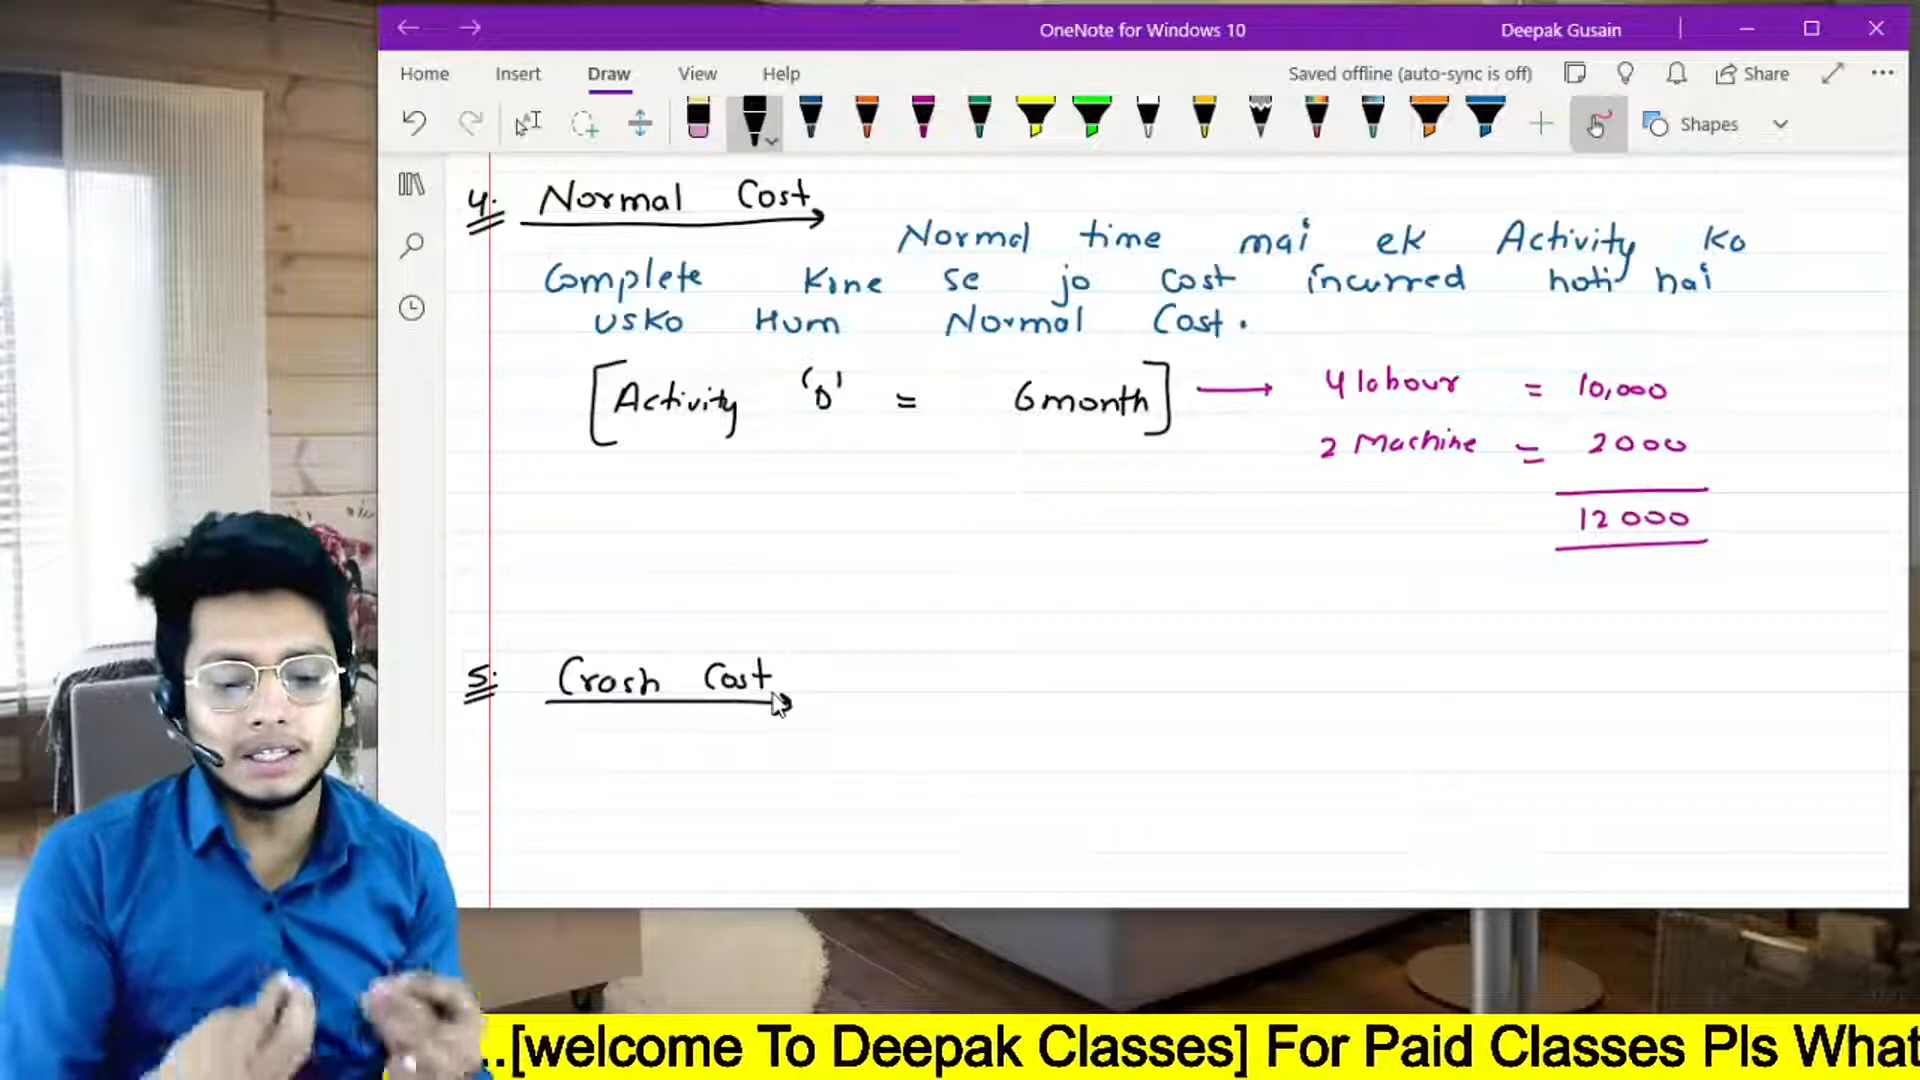 OneNote for Windows 10
Deepak Gusain
Home Insert Draw View Help
Saved offline (auto-sync is off)
Share
Shapes
4. Normal Cost
Normal time mai ek Activity ko
Complete Krne se jo cost incurred hoti hai
usko Hum Normal Cost.
[Activity 'D' = 6 month] → 4 labour = 10,000
2 Machine = 2000
12000
5. Crash Cost
..[welcome To Deepak Classes] For Paid Classes Pls What